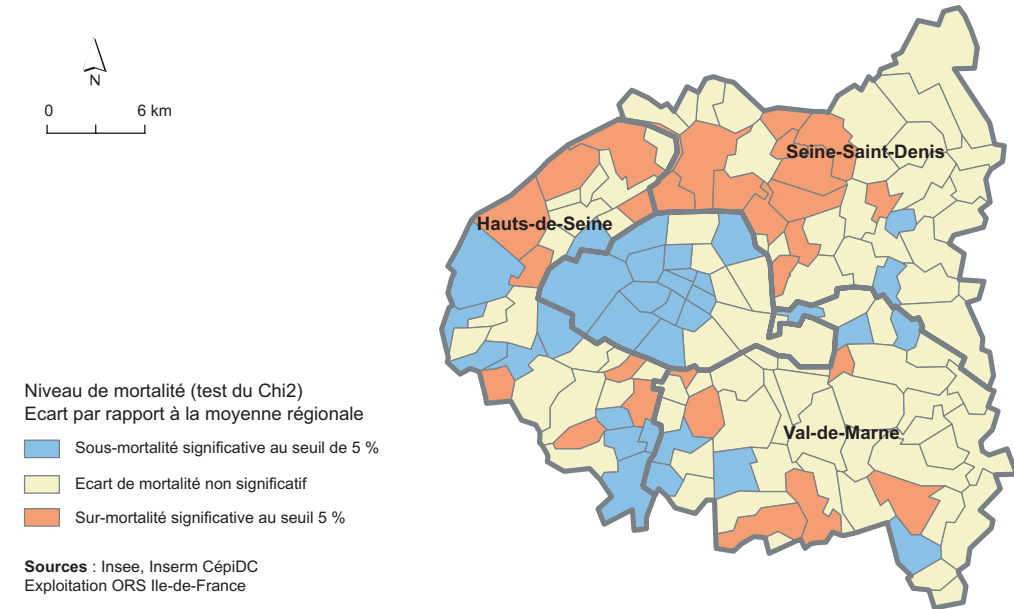 N
0 6 km
Seine-Saint-Denis
Hauts-de-Seine
Val-de-Marne
Niveau de mortalité (test du Chi2)
Ecart par rapport à la moyenne régionale
Sous-mortalité significative au seuil de 5 %
Ecart de mortalité non significatif
Sur-mortalité significative au seuil 5 %
Sources : Insee, Inserm CépiDC
Exploitation ORS Ile-de-France